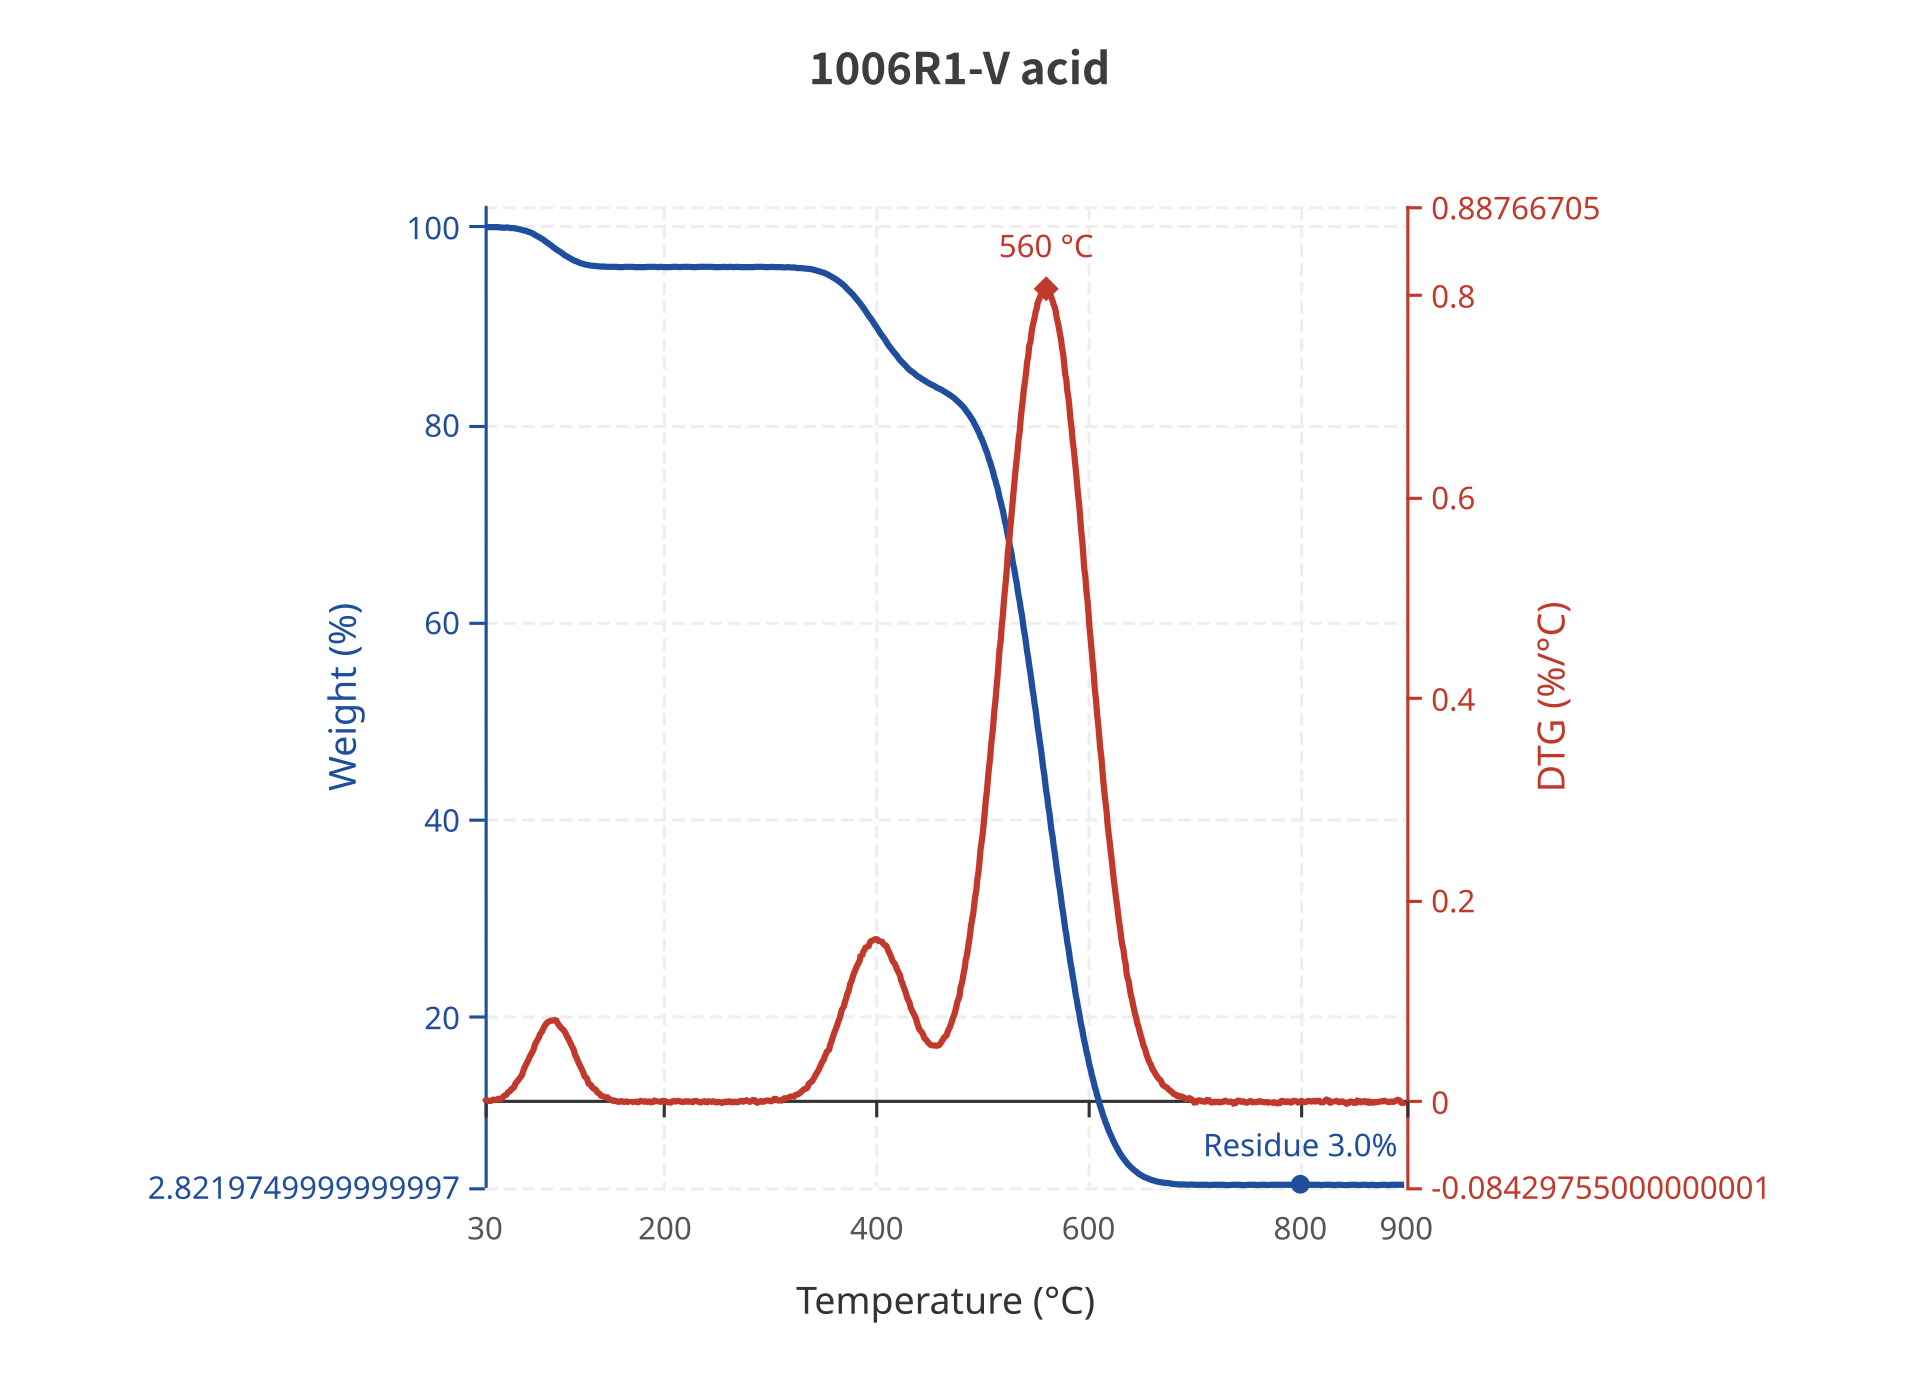 1006R1-V acid
0.88766705
100
560 °C
0.8
80
0.6
60
Weight (%)
DTG (%/°C)
0.4
40
0.2
20
0
Residue 3.0%
2.8219749999999997
-0.08429755000000001
30 200 400 600 800 900
Temperature (°C)